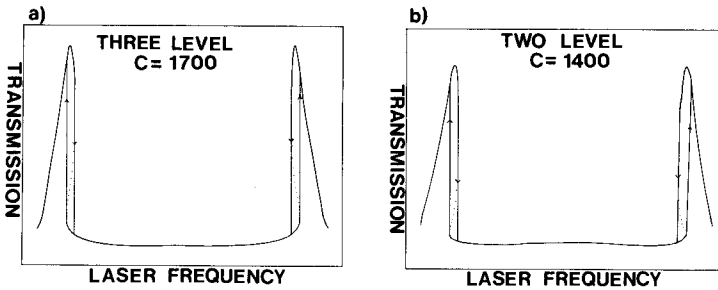 a)
THREE LEVEL
C= 1700
TRANSMISSION
LASER FREQUENCY
b)
TWO LEVEL
C= 1400
TRANSMISSION
LASER FREQUENCY